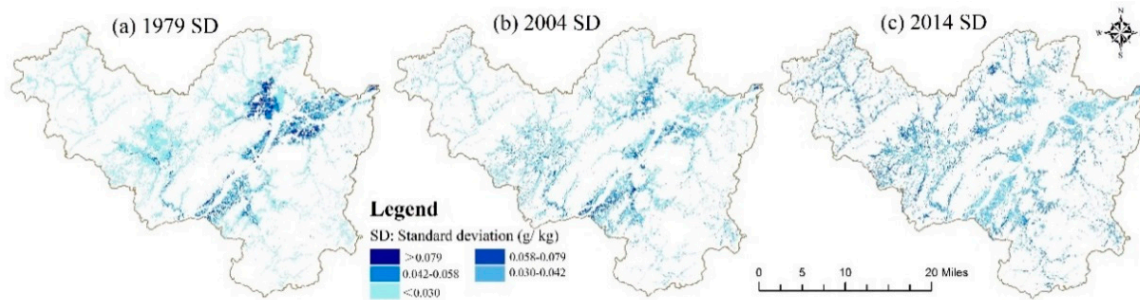 (a) 1979 SD
(b) 2004 SD
(c) 2014 SD
N
W
Legend
SD: Standard deviation (g/ kg)
＞0.079
0.058-0.079
0.042-0.058
0.030-0.042
＜0.030
0 5 10 20 Miles